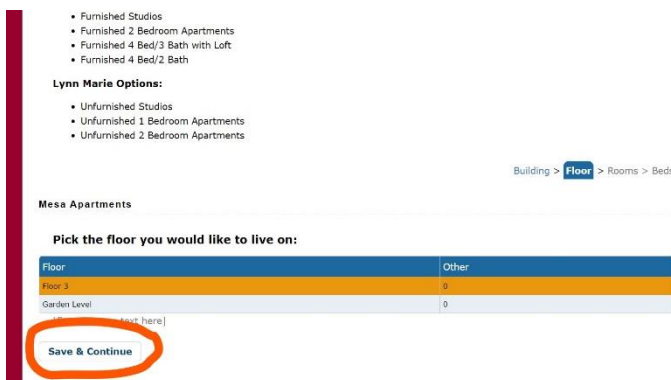 Furnished Studios
Furnished 2 Bedroom Apartments
Furnished 4 Bed/3 Bath with Loft
Furnished 4 Bed/2 Bath
Lynn Marie Options:
Unfurnished Studios
Unfurnished 1 Bedroom Apartments
Unfurnished 2 Bedroom Apartments
Building > Floor > Rooms > Beds
Mesa Apartments
Pick the floor you would like to live on:
Floor Other
Floor 3 0
Garden Level 0
text here]
Save & Continue